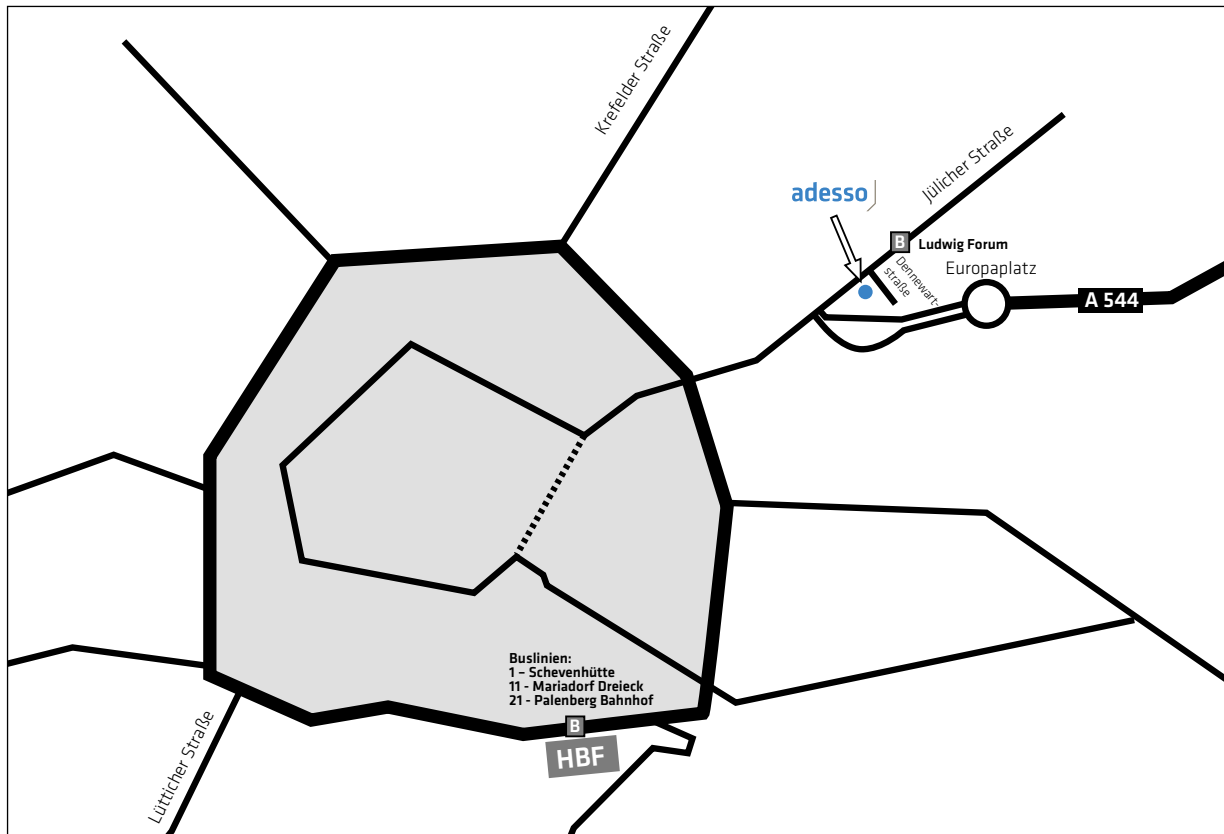 Krefelder Straße
Jülicher Straße
adesso
B
Ludwig Forum
Dennewart-
straße
Europaplatz
A 544
Buslinien:
1 – Schevenhütte
11 - Mariadorf Dreieck
21 - Palenberg Bahnhof
B
HBF
Lütticher Straße